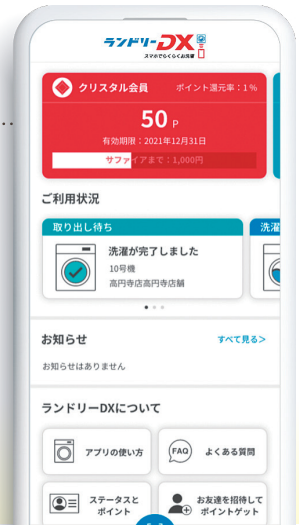 ランドリーDX
スマホでらくらくお洗濯
クリスタル会員 ポイント還元率：1%
50 P
有効期限：2021年12月31日
サファイアまで：1,000円
ご利用状況
取り出し待ち
洗濯
洗濯が完了しました
10号機
高円寺店高円寺店舗
お知らせ
すべて見る>
お知らせはありません
ランドリーDXについて
アプリの使い方
FAQ
よくある質問
ステータスと
ポイント
お友達を招待して
ポイントゲット